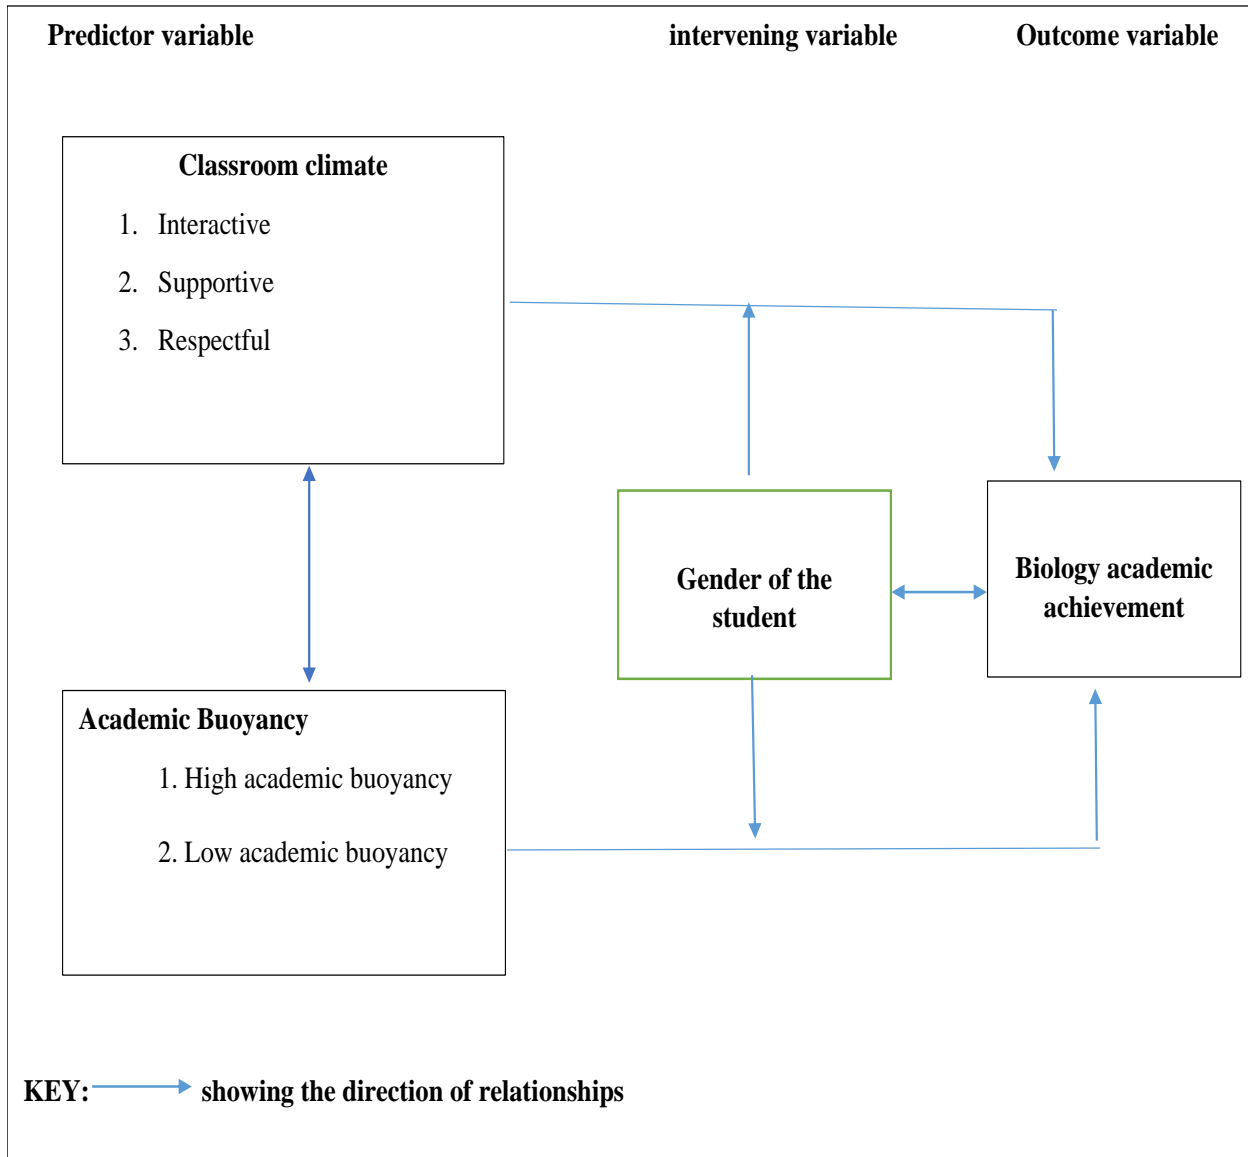 Predictor variable
intervening variable
Outcome variable
Classroom climate
1. Interactive
2. Supportive
3. Respectful
Gender of the
student
Biology academic
achievement
Academic Buoyancy
1. High academic buoyancy
2. Low academic buoyancy
KEY: showing the direction of relationships